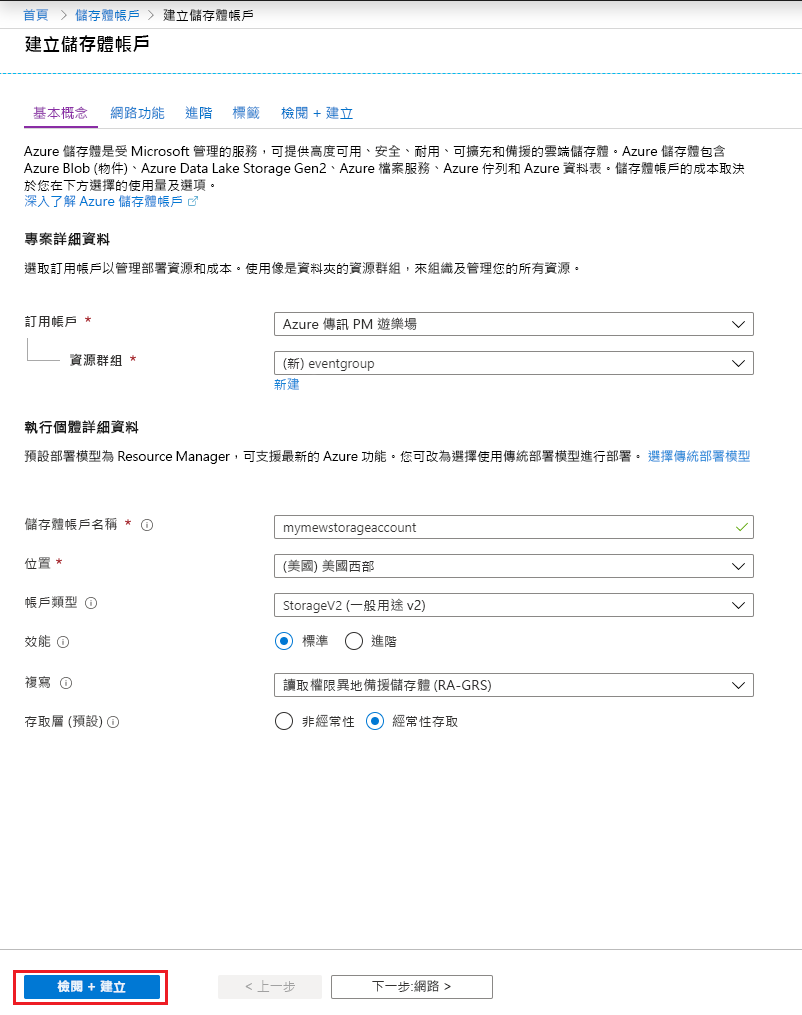 首頁 > 儲存體帳戶 > 建立儲存體帳戶
建立儲存體帳戶
基本概念 網路功能 進階 標籤 檢閱 + 建立
Azure 儲存體是受 Microsoft 管理的服務，可提供高度可用、安全、耐用、可擴充和備援的雲端儲存體。Azure 儲存體包含
Azure Blob (物件)、Azure Data Lake Storage Gen2、Azure 檔案服務、Azure 佇列和 Azure 資料表。儲存體帳戶的成本取決
於您在下方選擇的使用量及選項。
深入了解 Azure 儲存體帳戶
專案詳細資料
選取訂用帳戶以管理部署資源和成本。使用像是資料夾的資源群組，來組織及管理您的所有資源。
訂用帳戶 * Azure 傳訊 PM 遊樂場
資源群組 * (新) eventgroup
新建
執行個體詳細資料
預設部署模型為 Resource Manager，可支援最新的 Azure 功能。您可改為選擇使用傳統部署模型進行部署。 選擇傳統部署模型
儲存體帳戶名稱 * mymewstorageaccount
位置 * (美國) 美國西部
帳戶類型 StorageV2 (一般用途 v2)
效能 標準 進階
複寫 讀取權限異地備援儲存體 (RA-GRS)
存取層 (預設) 非經常性 經常性存取
檢閱 + 建立 < 上一步 下一步:網路 >